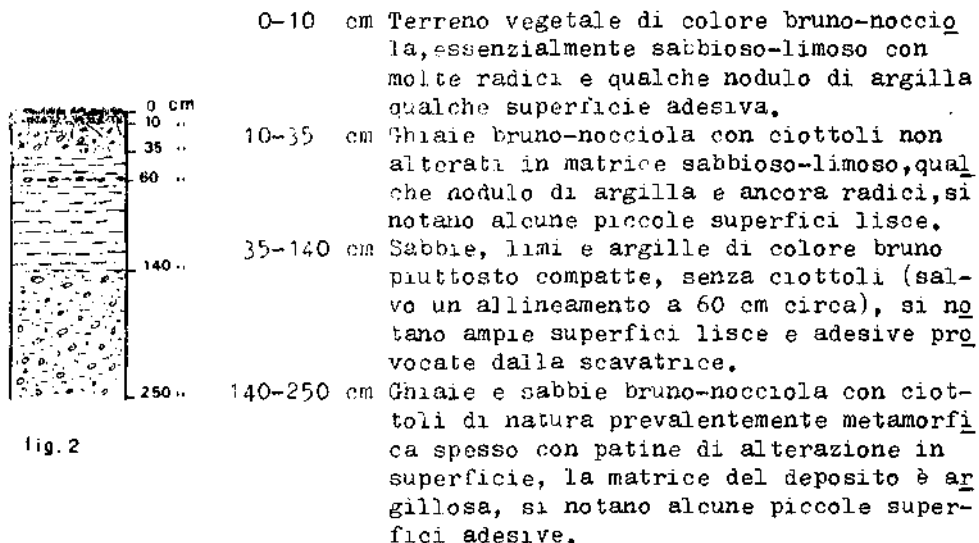 0-10 cm Terreno vegetale di colore bruno-noccio
la,essenzialmente sabbioso-limoso con
molte radici e qualche nodulo di argilla
qualche superficie adesiva.
10-35 cm Ghiaie bruno-nocciola con ciottoli non
alterati in matrice sabbioso-limoso,qual
che nodulo di argilla e ancora radici,si
notano alcune piccole superfici lisce.
35-140 cm Sabbie, limi e argille di colore bruno
piuttosto compatte, senza ciottoli (sal-
vo un allineamento a 60 cm circa), si no
tano ampie superfici lisce e adesive pro
vocate dalla scavatrice.
140-250 cm Ghiaie e sabbie bruno-nocciola con ciot-
toli di natura prevalentemente metamorfi
ca spesso con patine di alterazione in
superficie, la matrice del deposito è ar
gillosa, si notano alcune piccole super-
fici adesive.
0 cm
10 "
35 "
60 "
140 "
250 "
fig. 2